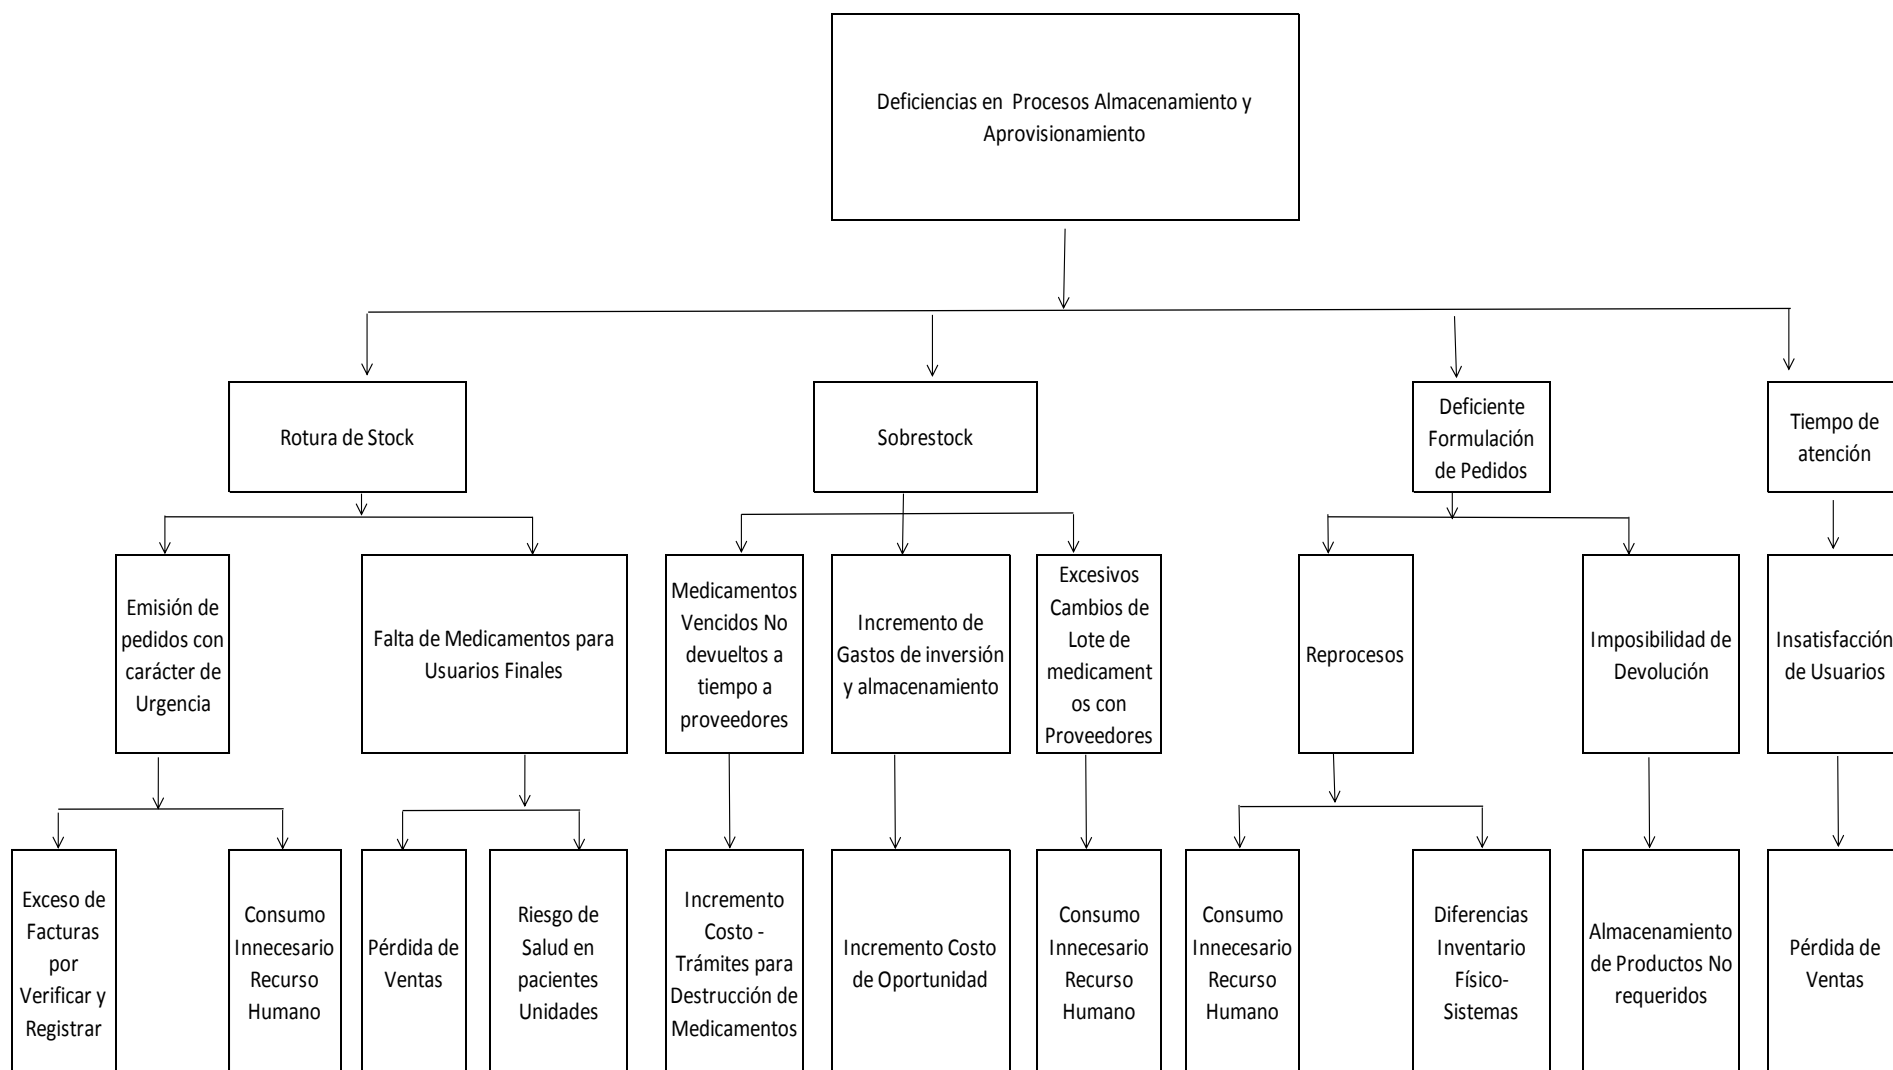 Deficiencias en Procesos Almacenamiento y
Aprovisionamiento
Rotura de Stock
Sobrestock
Deficiente
Formulación
de Pedidos
Tiempo de
atención
Emisión de
pedidos con
carácter de
Urgencia
Falta de Medicamentos para
Usuarios Finales
Medicamentos
Vencidos No
devueltos a
tiempo a
proveedores
Incremento de
Gastos de inversión
y almacenamiento
Excesivos
Cambios de
Lote de
medicament
os con
Proveedores
Reprocesos
Imposibilidad de
Devolución
Insatisfacción
de Usuarios
Exceso de
Facturas
por
Verificar y
Registrar
Consumo
Innecesario
Recurso
Humano
Pérdida de
Ventas
Riesgo de
Salud en
pacientes
Unidades
Incremento
Costo -
Trámites para
Destrucción de
Medicamentos
Incremento Costo
de Oportunidad
Consumo
Innecesario
Recurso
Humano
Consumo
Innecesario
Recurso
Humano
Diferencias
Inventario
Físico-
Sistemas
Almacenamiento
de Productos No
requeridos
Pérdida de
Ventas